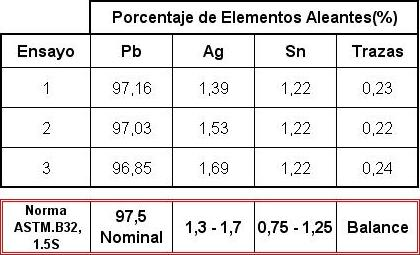 Porcentaje de Elementos Aleantes(%)
Ensayo Pb Ag Sn Trazas
1 97,16 1,39 1,22 0,23
2 97,03 1,53 1,22 0,22
3 96,85 1,69 1,22 0,24
Norma
ASTM.B32,
1.5S
97,5
Nominal
1,3 - 1,7
0,75 - 1,25
Balance